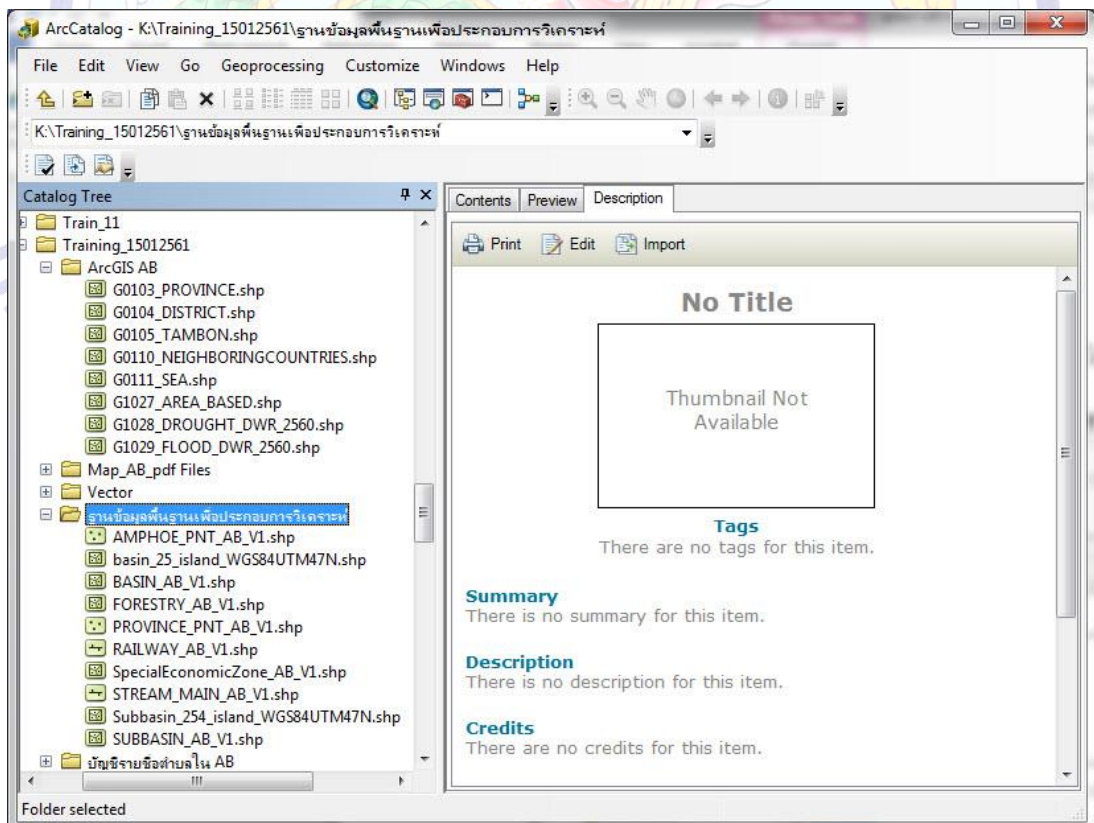 ArcCatalog - K:\Training_15012561\ฐานข้อมูลพื้นฐานเพื่อประกอบการวิเคราะห์
File Edit View Go Geoprocessing Customize Windows Help
K:\Training_15012561\ฐานข้อมูลพื้นฐานเพื่อประกอบการวิเคราะห์
Catalog Tree
Train_11
Training_15012561
ArcGIS AB
G0103_PROVINCE.shp
G0104_DISTRICT.shp
G0105_TAMBON.shp
G0110_NEIGHBORINGCOUNTRIES.shp
G0111_SEA.shp
G1027_AREA_BASED.shp
G1028_DROUGHT_DWR_2560.shp
G1029_FLOOD_DWR_2560.shp
Map_AB_pdf Files
Vector
ฐานข้อมูลพื้นฐานเพื่อประกอบการวิเคราะห์
AMPHOE_PNT_AB_V1.shp
basin_25_island_WGS84UTM47N.shp
BASIN_AB_V1.shp
FORESTRY_AB_V1.shp
PROVINCE_PNT_AB_V1.shp
RAILWAY_AB_V1.shp
SpecialEconomicZone_AB_V1.shp
STREAM_MAIN_AB_V1.shp
Subbasin_254_island_WGS84UTM47N.shp
SUBBASIN_AB_V1.shp
บัญชีรายชื่อตำบลใน AB
Contents Preview Description
Print Edit Import
No Title
Thumbnail Not
Available
Tags
There are no tags for this item.
Summary
There is no summary for this item.
Description
There is no description for this item.
Credits
There are no credits for this item.
Folder selected